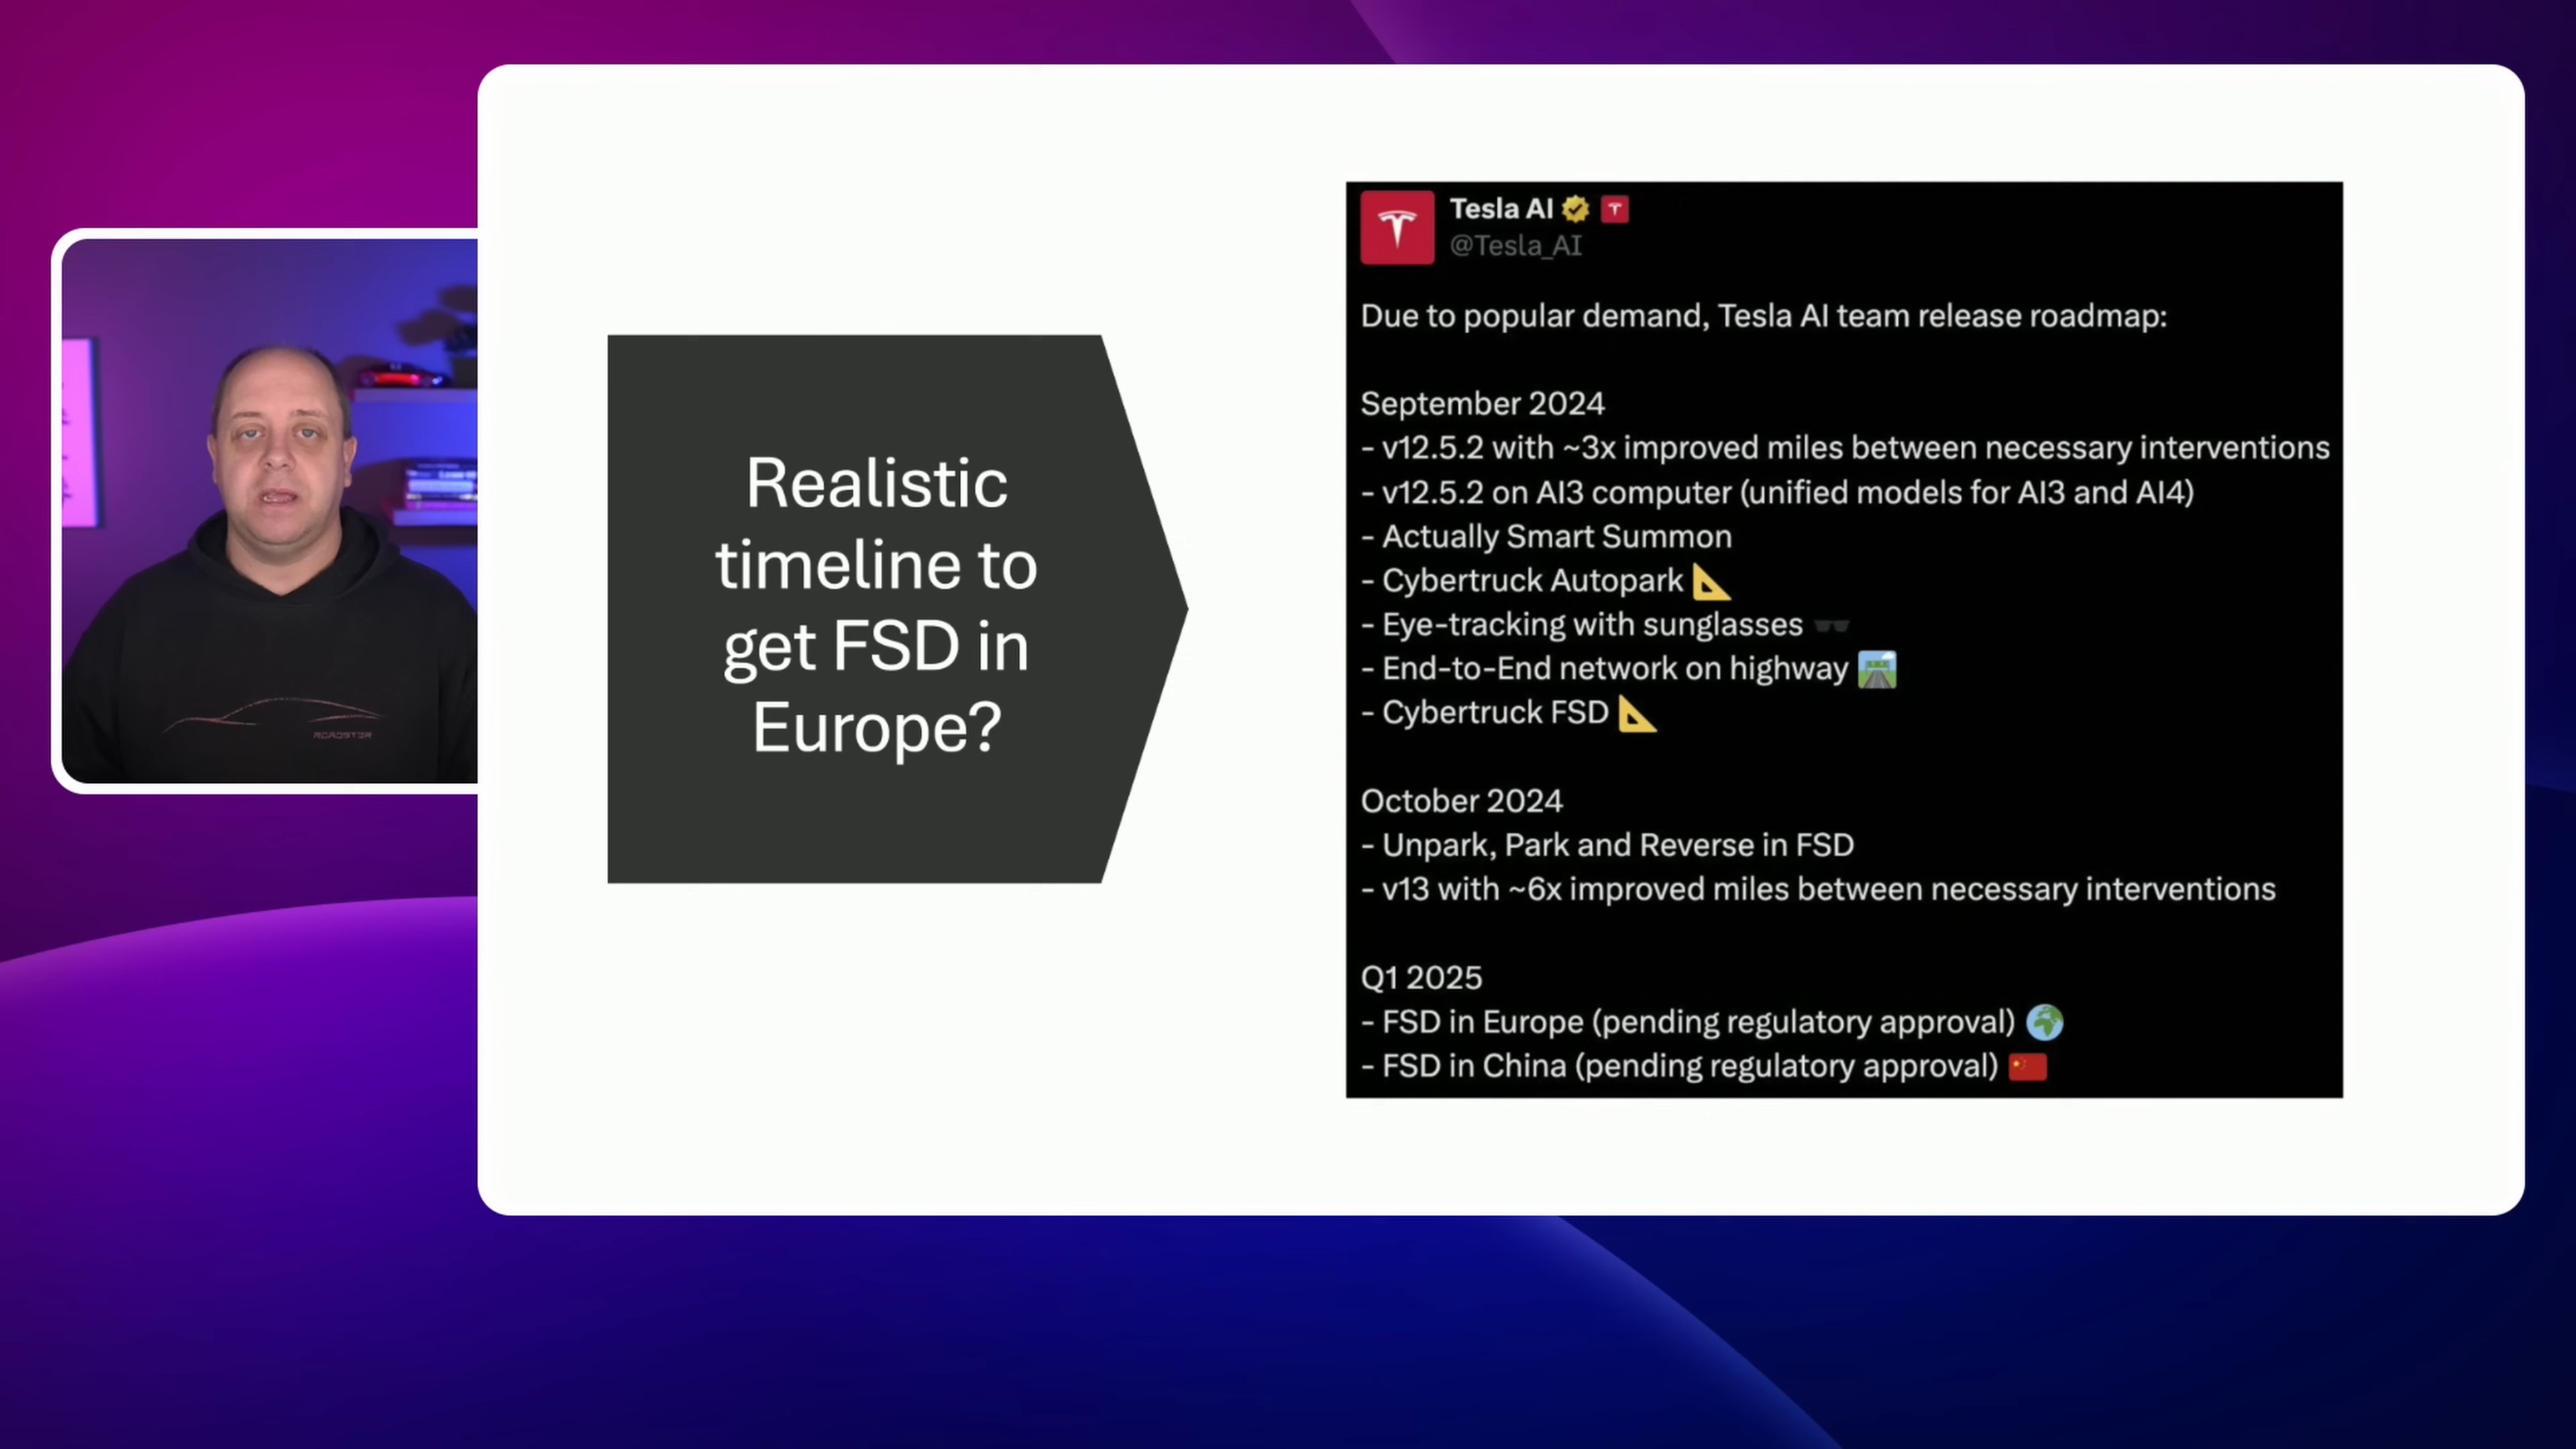 Realistic
timeline to
get FSD in
Europe?
Tesla AI
@Tesla_AI
Due to popular demand, Tesla AI team release roadmap:
September 2024
- v12.5.2 with ~3x improved miles between necessary interventions
- v12.5.2 on AI3 computer (unified models for AI3 and AI4)
- Actually Smart Summon
- Cybertruck Autopark 📐
- Eye-tracking with sunglasses 🕶️
- End-to-End network on highway 🛣️
- Cybertruck FSD 📐
October 2024
- Unpark, Park and Reverse in FSD
- v13 with ~6x improved miles between necessary interventions
Q1 2025
- FSD in Europe (pending regulatory approval) 🌍
- FSD in China (pending regulatory approval) 🇨🇳
ROADSTER